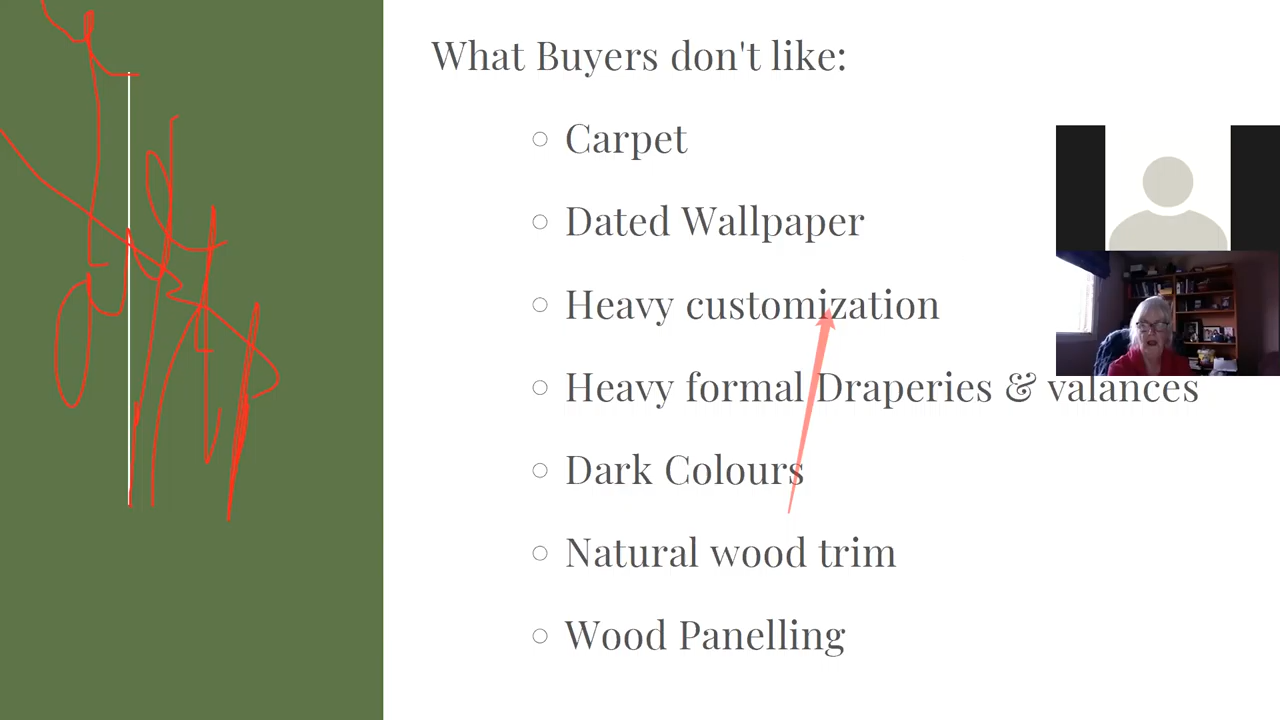 What Buyers don't like:
Carpet
Dated Wallpaper
Heavy customization
Heavy formal Draperies & valances
Dark Colours
Natural wood trim
Wood Panelling